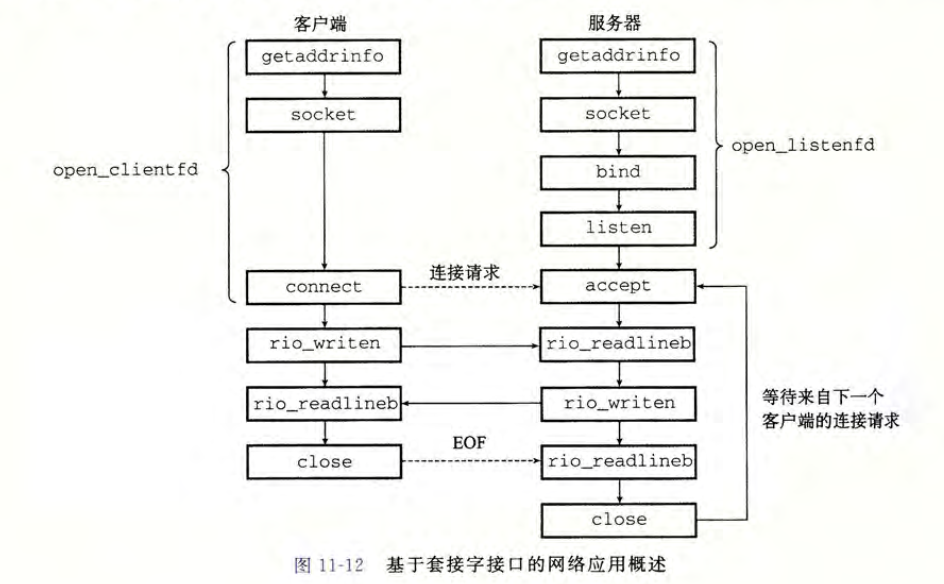 客户端
服务器
getaddrinfo
getaddrinfo
socket
socket
open_clientfd
open_listenfd
bind
listen
connect
连接请求
accept
rio_writen
rio_readlineb
rio_readlineb
rio_writen
等待来自下一个
客户端的连接请求
close
EOF
rio_readlineb
close
图 11-12 基于套接字接口的网络应用概述